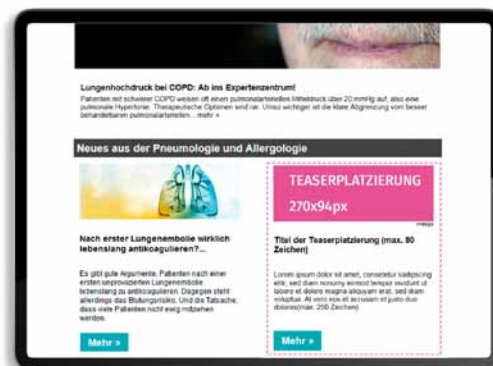 Lungenhochdruck bei COPD: Ab ins Expertenzentrum!
Patienten mit schwerer COPD weisen oft einen pulmonalarteriellen Mitteldruck über 20 mmHg auf, also eine
pulmonale Hypertonie. Therapeutische Optionen sind rar. Umso wichtiger ist die klare Abgrenzung vom besser
behandelbaren pulmonalarteriellen... mehr »
Neues aus der Pneumologie und Allergologie
Nach erster Lungenembolie wirklich
lebenslang antikoagulieren?...
Es gibt gute Argumente, Patienten nach einer
ersten unprovozierten Lungenembolie
lebenslang zu antikoagulieren. Dagegen steht
allerdings das Blutungsrisiko. Und die Tatsache,
dass viele Patienten nicht ewig mitziehen
werden.
Mehr »
TEASERPLATZIERUNG
270x94px
Titel der Teaserplatzierung (max. 80
Zeichen)
Lorem ipsum dolor sit amet, consetetur sadipscing
elitr, sed diam nonumy eirmod tempor invidunt ut
labore et dolore magna aliquyam erat, sed diam
voluptua. At vero eos et accusam et justo duo
dolores(max. 250 Zeichen)
Mehr »